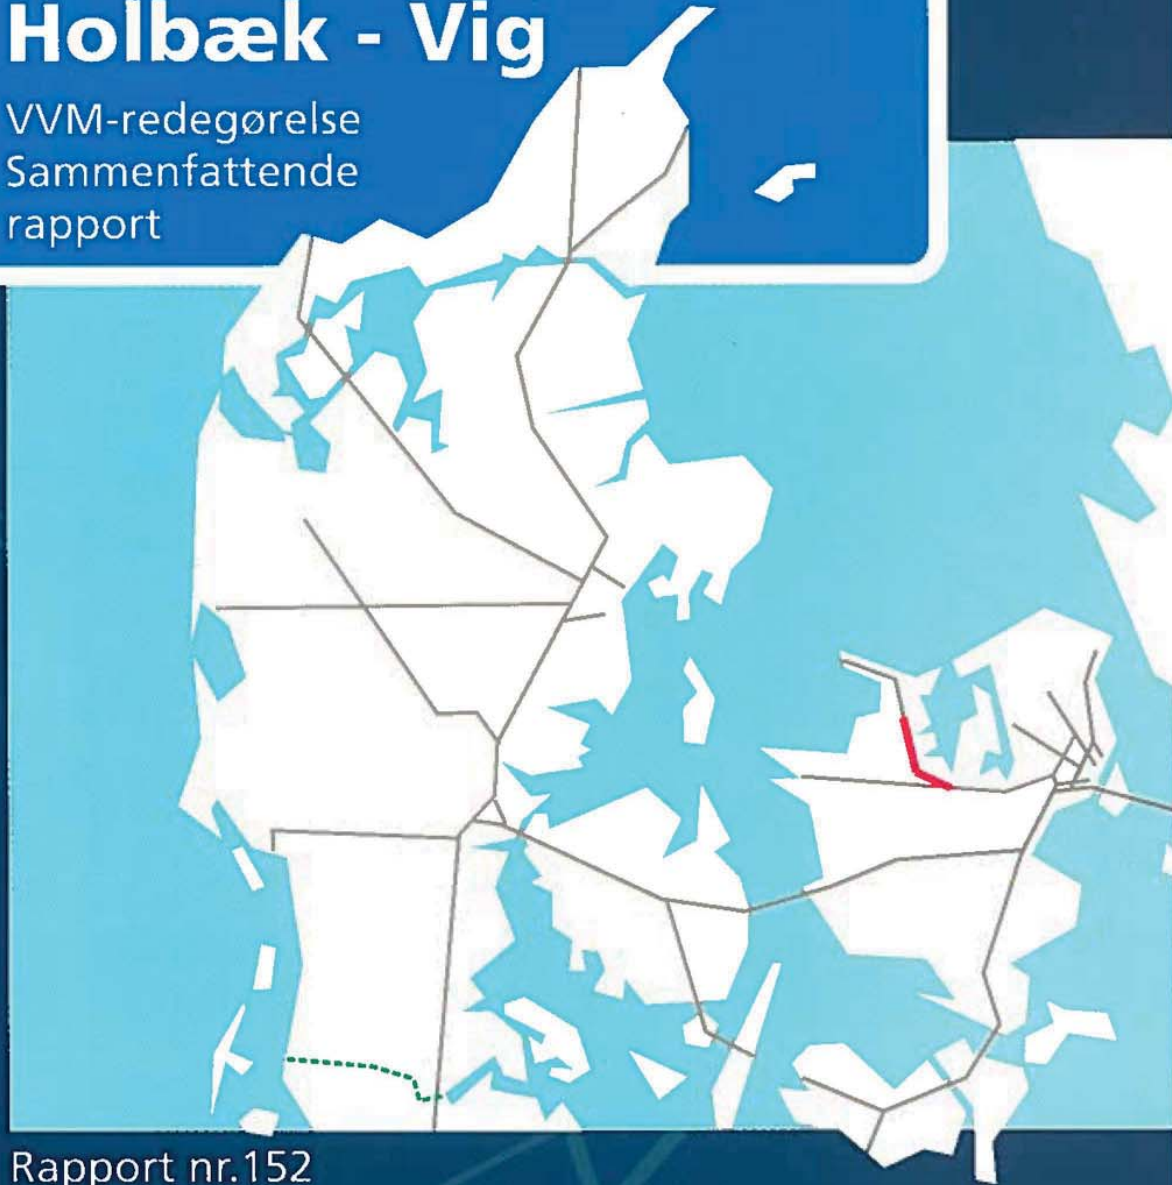 Holbæk - Vig
VVM-redegørelse
Sammenfattende
rapport
Rapport nr.152